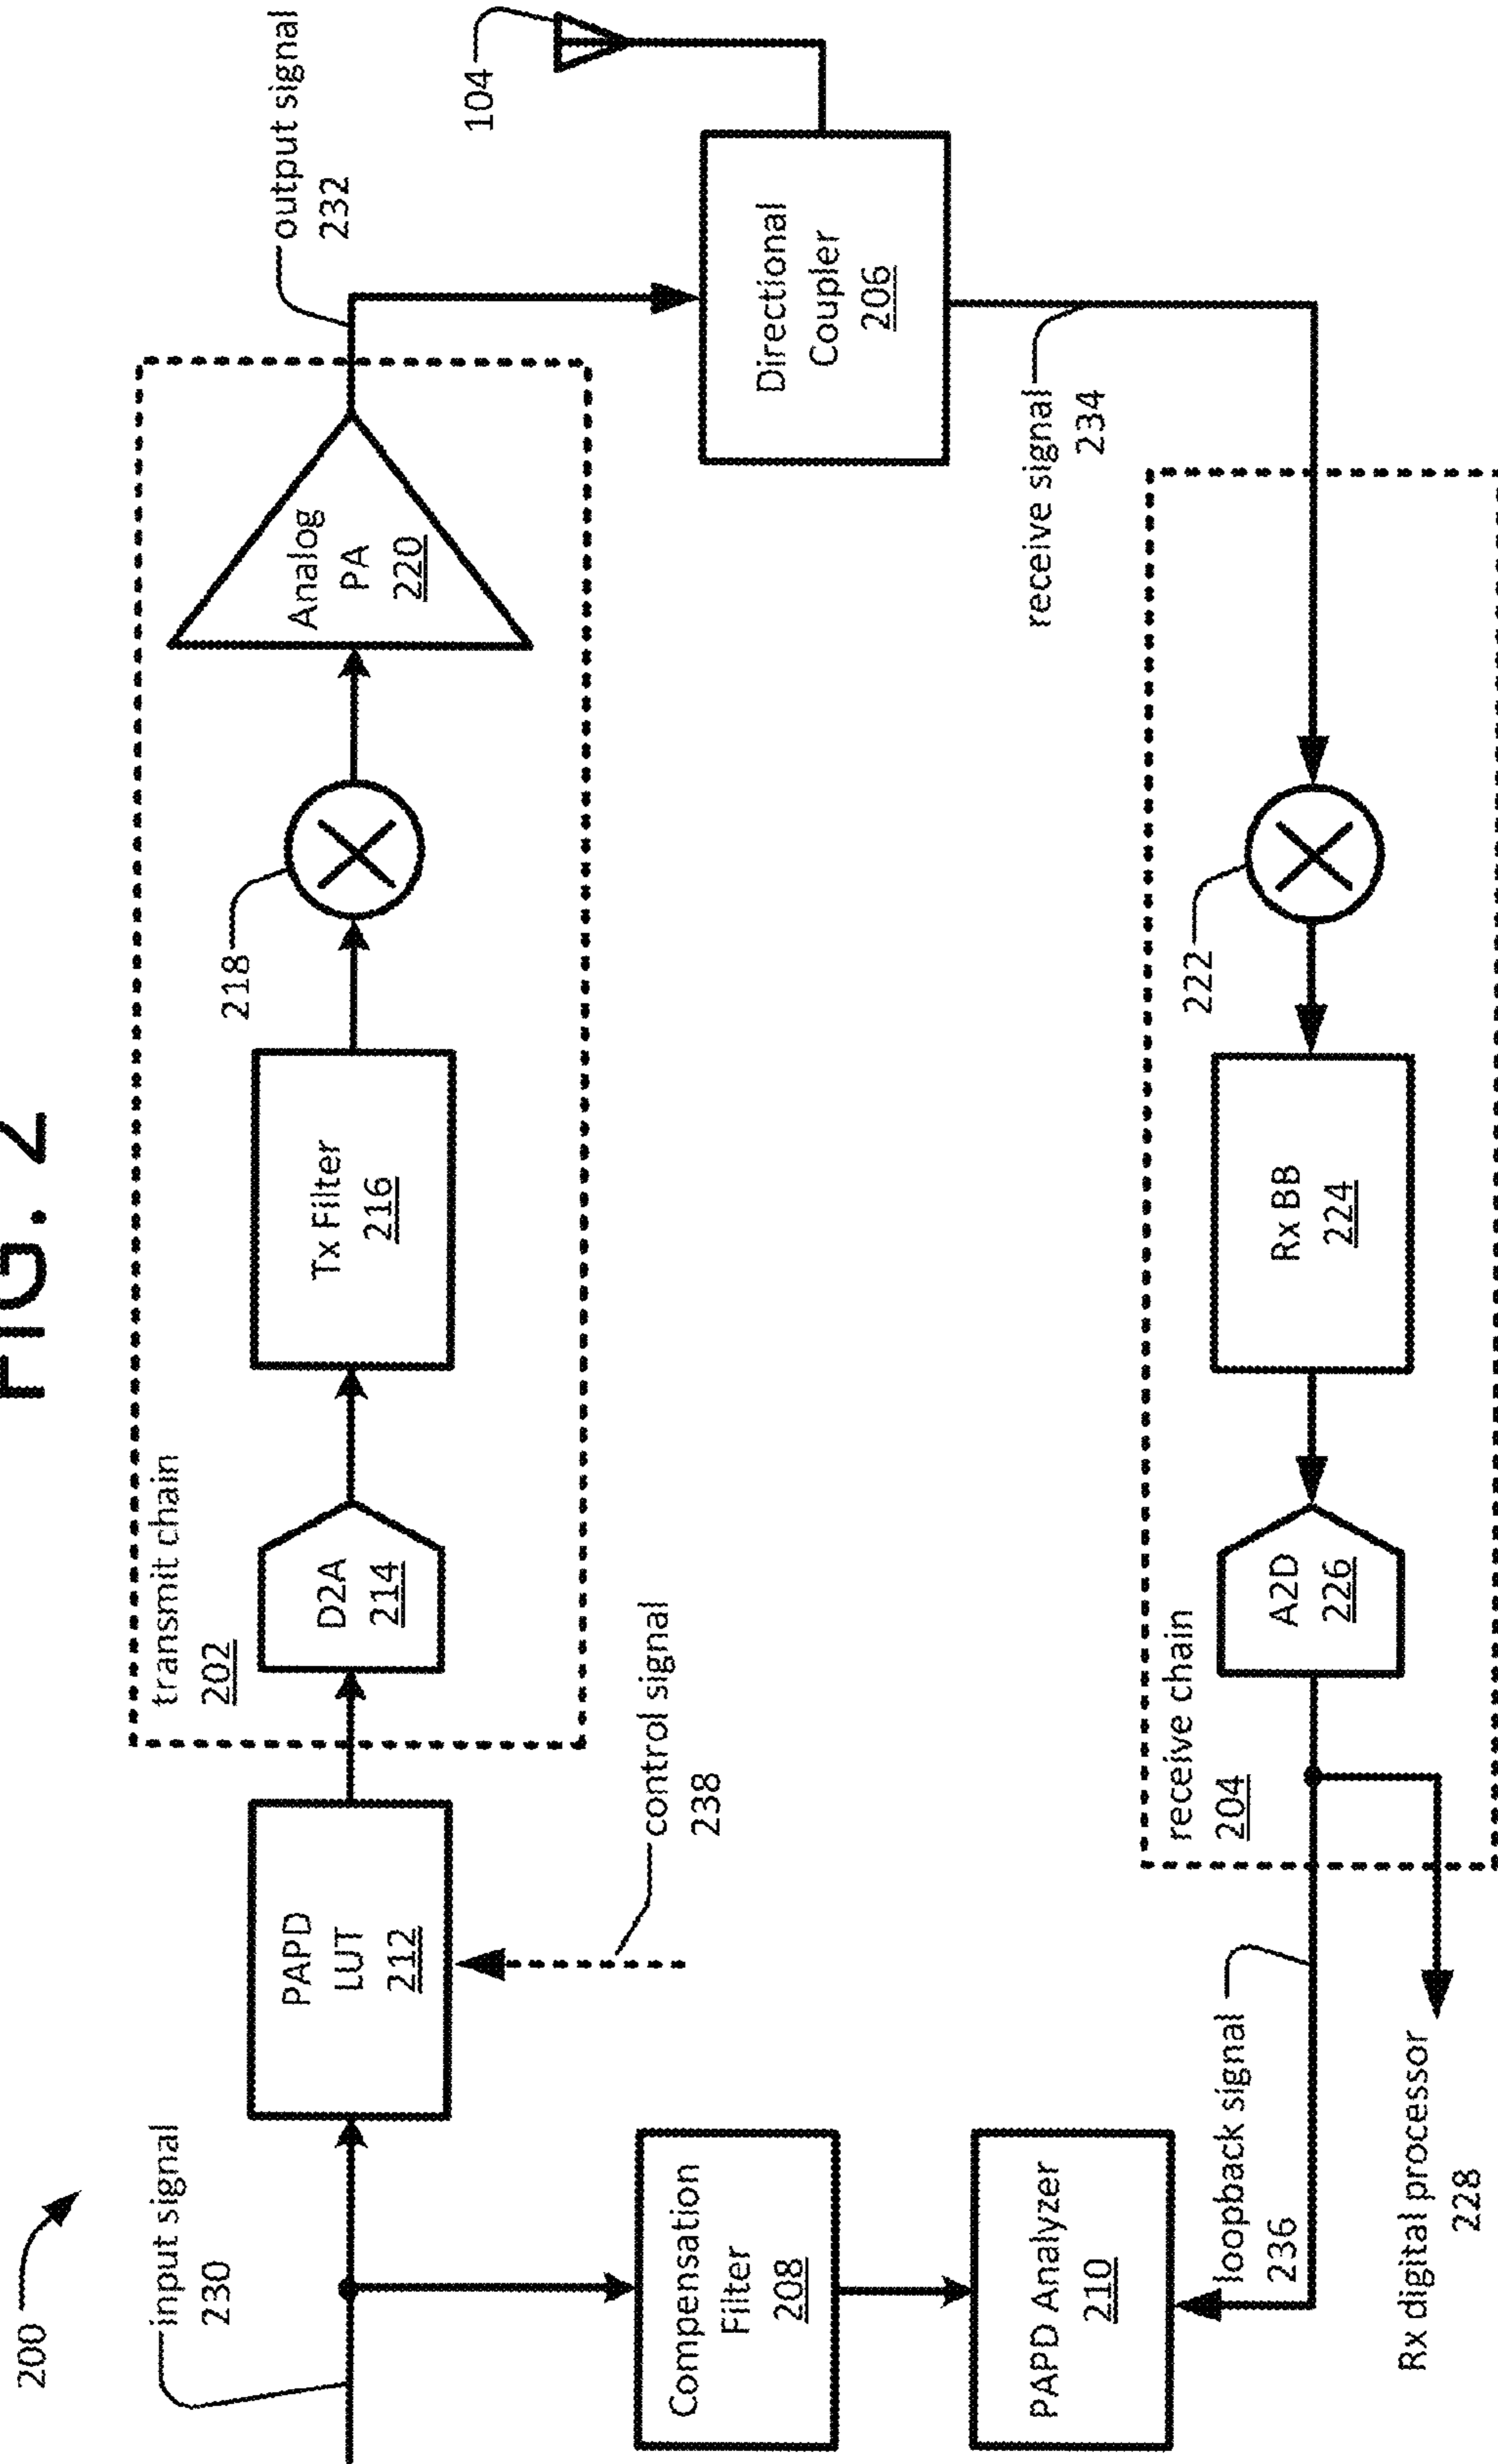 FIG. 2
200
input signal
230
PAPD
LUT
212
control signal
238
transmit chain
202
D2A
214
Tx Filter
216
218
Analog
PA
220
output signal
232
104
Directional
Coupler
206
receive signal
234
Compensation
Filter
208
PAPD Analyzer
210
loopback signal
236
Rx digital processor
228
receive chain
204
A2D
226
Rx BB
224
222